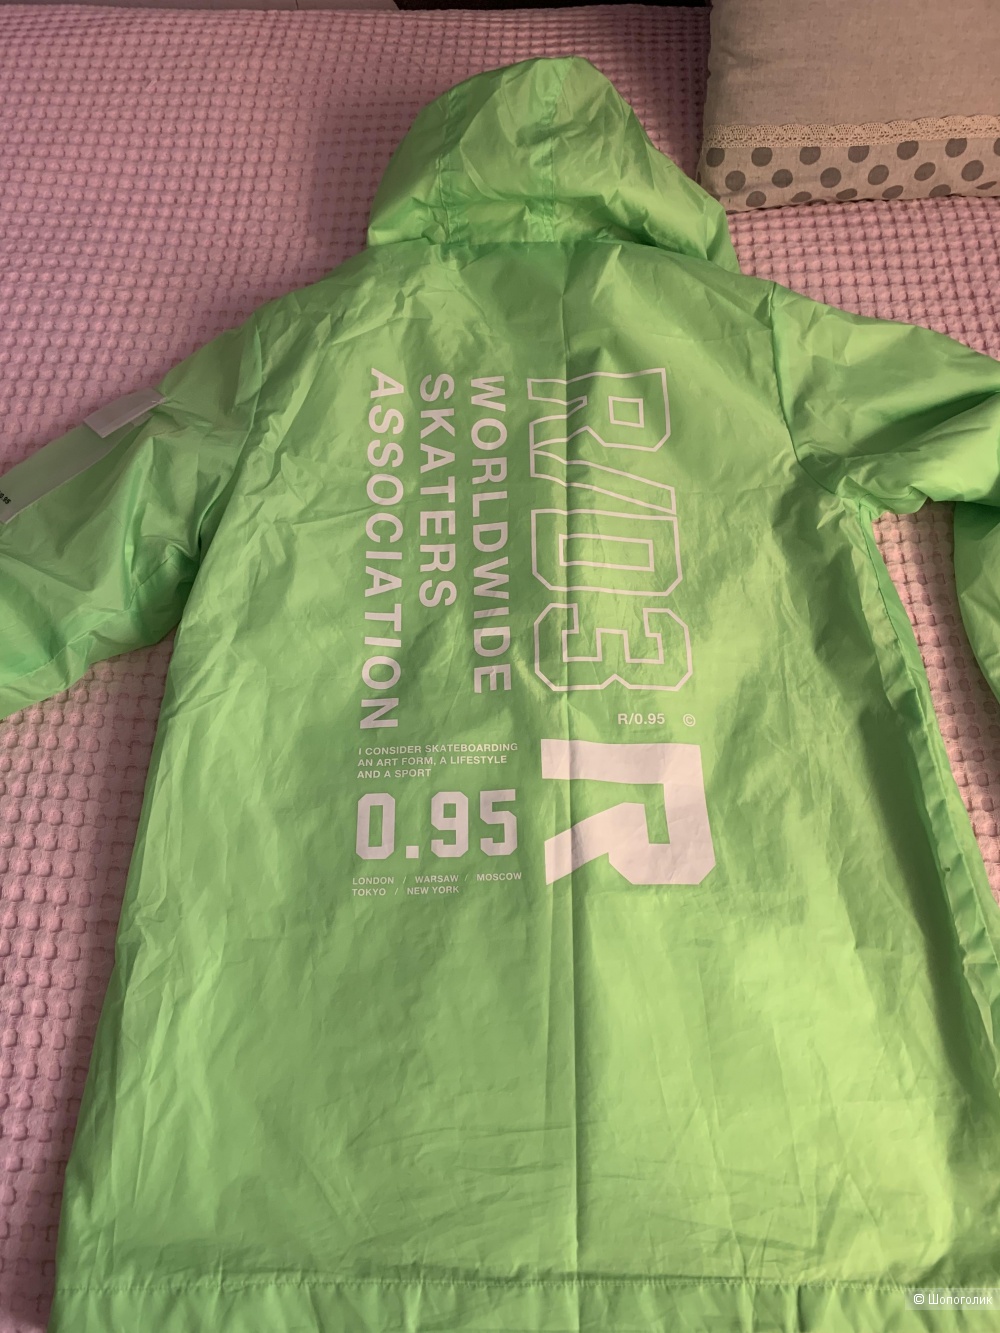 R/03
WORLDWIDE
SKATERS
ASSOCIATION
R/0.95 ©
R
I CONSIDER SKATEBOARDING
AN ART FORM, A LIFESTYLE
AND A SPORT
0.95
LONDON / WARSAW / MOSCOW
TOKYO / NEW YORK
© Шопоголик